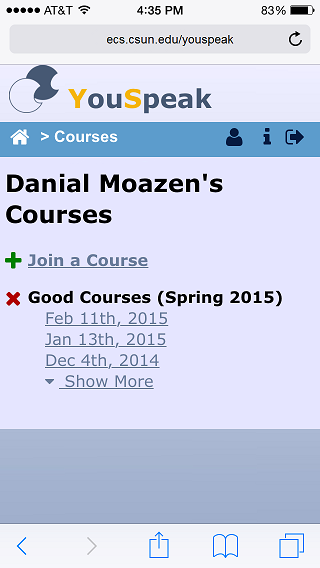 AT&T 4:35 PM 83%
ecs.csun.edu/youspeak
YouSpeak
> Courses
Danial Moazen's
Courses
Join a Course
Good Courses (Spring 2015)
Feb 11th, 2015
Jan 13th, 2015
Dec 4th, 2014
Show More